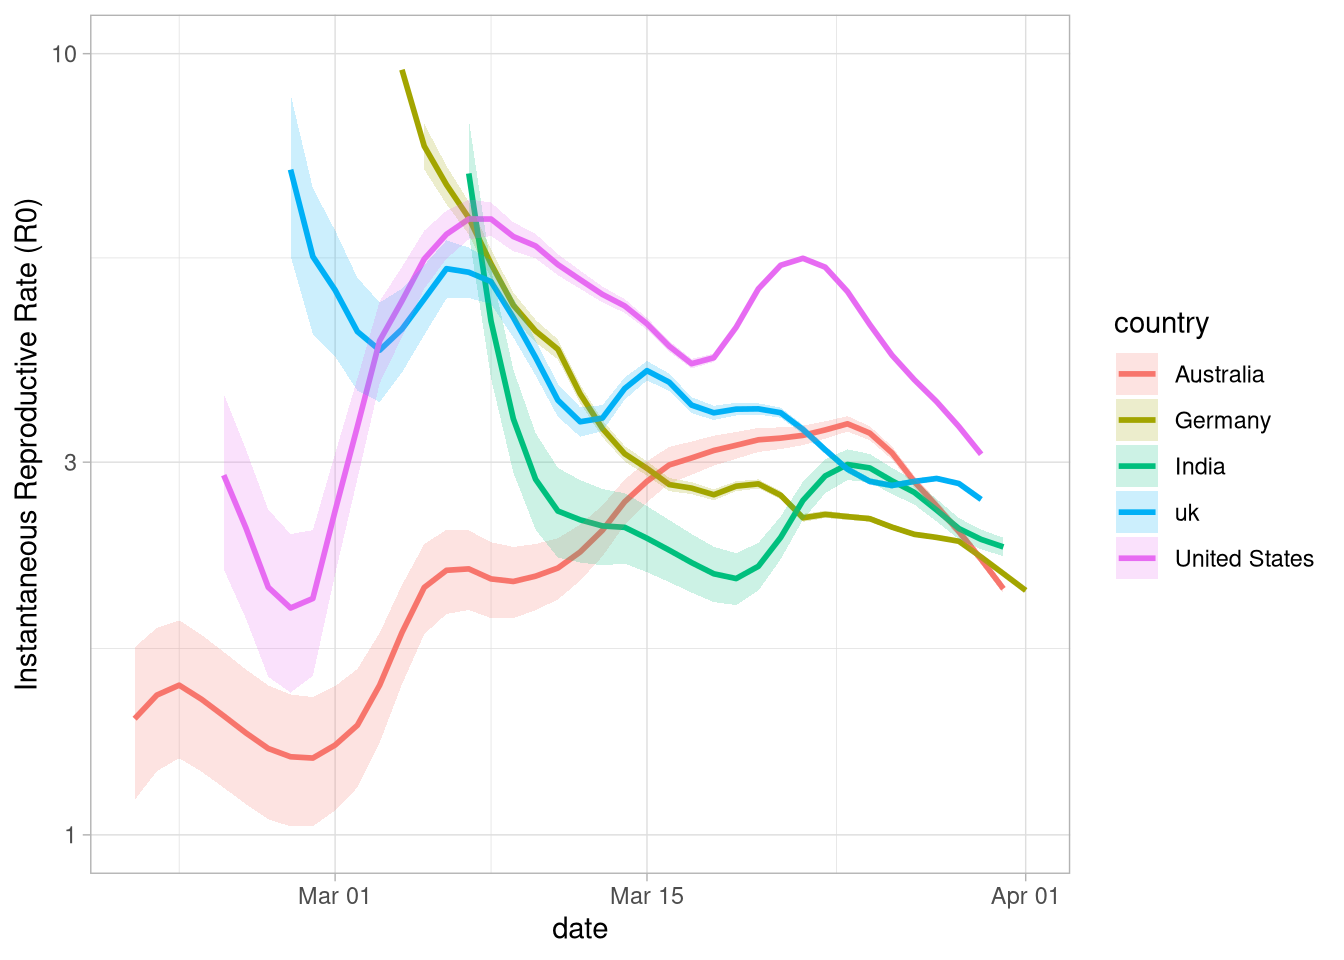 Instantaneous Reproductive Rate (R0)
10
3
1
Mar 01
Mar 15
Apr 01
date
country
Australia
Germany
India
uk
United States